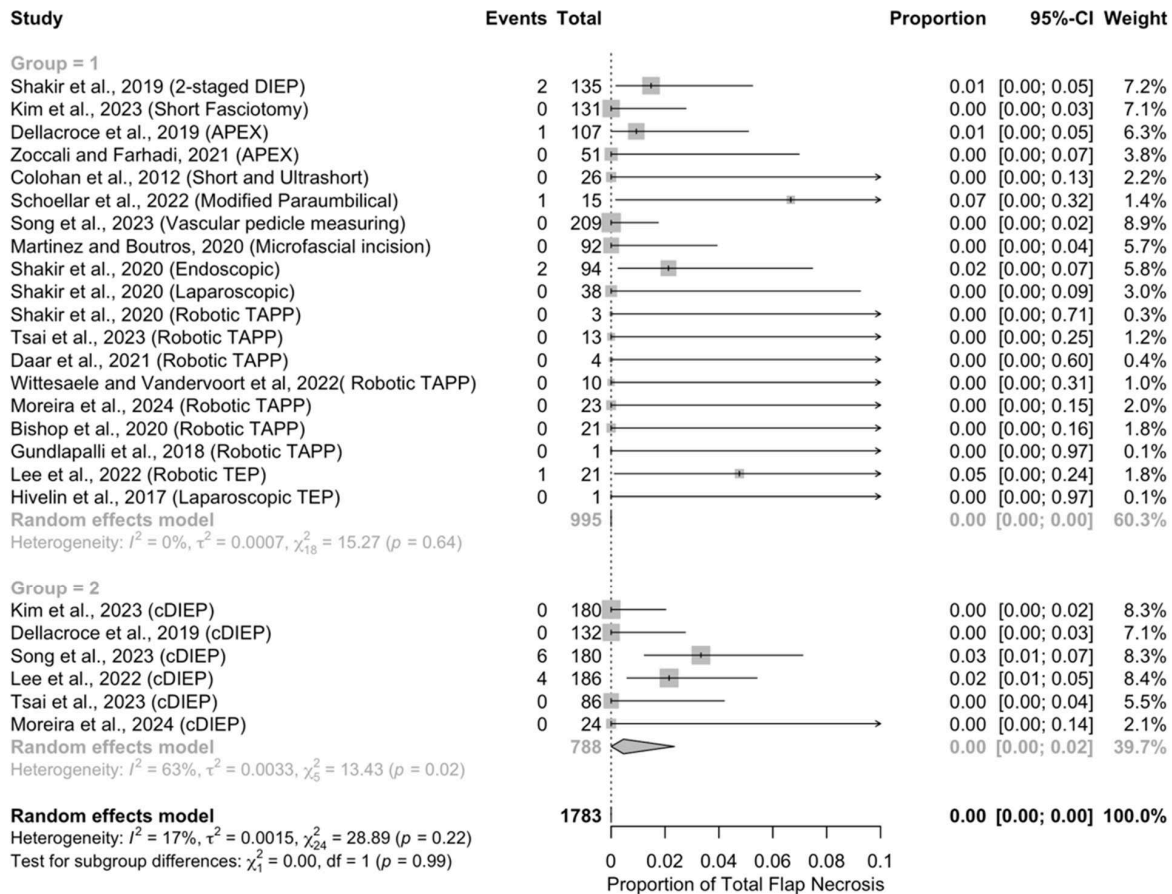 Study Events Total Proportion 95%-CI Weight
Group = 1
Shakir et al., 2019 (2-staged DIEP) 2 135 0.01 [0.00; 0.05] 7.2%
Kim et al., 2023 (Short Fasciotomy) 0 131 0.00 [0.00; 0.03] 7.1%
Dellacroce et al., 2019 (APEX) 1 107 0.01 [0.00; 0.05] 6.3%
Zoccali and Farhadi, 2021 (APEX) 0 51 0.00 [0.00; 0.07] 3.8%
Colohan et al., 2012 (Short and Ultrashort) 0 26 0.00 [0.00; 0.13] 2.2%
Schoellar et al., 2022 (Modified Paraumbilical) 1 15 0.07 [0.00; 0.32] 1.4%
Song et al., 2023 (Vascular pedicle measuring) 0 209 0.00 [0.00; 0.02] 8.9%
Martinez and Boutros, 2020 (Microfascial incision) 0 92 0.00 [0.00; 0.04] 5.7%
Shakir et al., 2020 (Endoscopic) 2 94 0.02 [0.00; 0.07] 5.8%
Shakir et al., 2020 (Laparoscopic) 0 38 0.00 [0.00; 0.09] 3.0%
Shakir et al., 2020 (Robotic TAPP) 0 3 0.00 [0.00; 0.71] 0.3%
Tsai et al., 2023 (Robotic TAPP) 0 13 0.00 [0.00; 0.25] 1.2%
Daar et al., 2021 (Robotic TAPP) 0 4 0.00 [0.00; 0.60] 0.4%
Wittesaele and Vandervoort et al, 2022( Robotic TAPP) 0 10 0.00 [0.00; 0.31] 1.0%
Moreira et al., 2024 (Robotic TAPP) 0 23 0.00 [0.00; 0.15] 2.0%
Bishop et al., 2020 (Robotic TAPP) 0 21 0.00 [0.00; 0.16] 1.8%
Gundlapalli et al., 2018 (Robotic TAPP) 0 1 0.00 [0.00; 0.97] 0.1%
Lee et al., 2022 (Robotic TEP) 1 21 0.05 [0.00; 0.24] 1.8%
Hivelin et al., 2017 (Laparoscopic TEP) 0 1 0.00 [0.00; 0.97] 0.1%
Random effects model 995 0.00 [0.00; 0.00] 60.3%
Heterogeneity: I² = 0%, τ² = 0.0007, χ²₁₈ = 15.27 (p = 0.64)
Group = 2
Kim et al., 2023 (cDIEP) 0 180 0.00 [0.00; 0.02] 8.3%
Dellacroce et al., 2019 (cDIEP) 0 132 0.00 [0.00; 0.03] 7.1%
Song et al., 2023 (cDIEP) 6 180 0.03 [0.01; 0.07] 8.3%
Lee et al., 2022 (cDIEP) 4 186 0.02 [0.01; 0.05] 8.4%
Tsai et al., 2023 (cDIEP) 0 86 0.00 [0.00; 0.04] 5.5%
Moreira et al., 2024 (cDIEP) 0 24 0.00 [0.00; 0.14] 2.1%
Random effects model 788 0.00 [0.00; 0.02] 39.7%
Heterogeneity: I² = 63%, τ² = 0.0033, χ²₅ = 13.43 (p = 0.02)
Random effects model 1783 0.00 [0.00; 0.00] 100.0%
Heterogeneity: I² = 17%, τ² = 0.0015, χ²₂₄ = 28.89 (p = 0.22)
Test for subgroup differences: χ²₁ = 0.00, df = 1 (p = 0.99)
0 0.02 0.04 0.06 0.08 0.1
Proportion of Total Flap Necrosis